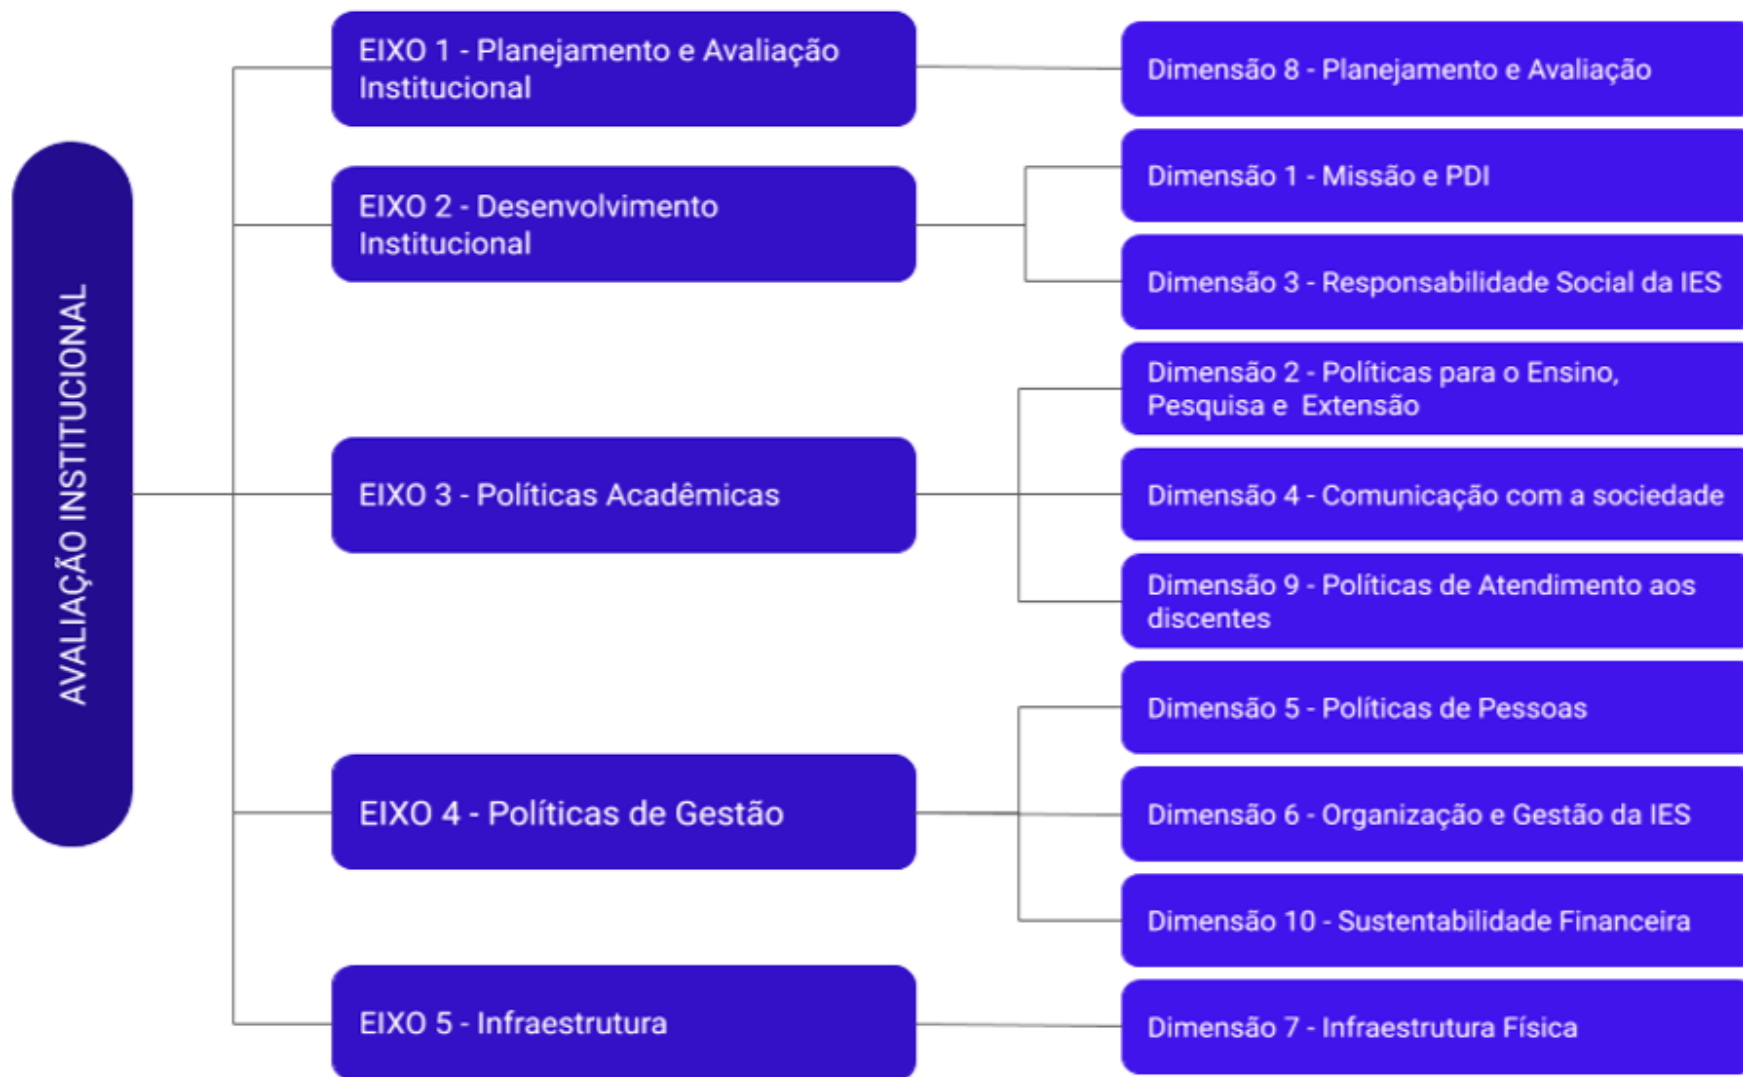 AVALIAÇÃO INSTITUCIONAL
EIXO 1 - Planejamento e Avaliação
Institucional
Dimensão 8 - Planejamento e Avaliação
EIXO 2 - Desenvolvimento
Institucional
Dimensão 1 - Missão e PDI
Dimensão 3 - Responsabilidade Social da IES
EIXO 3 - Políticas Acadêmicas
Dimensão 2 - Políticas para o Ensino,
Pesquisa e Extensão
Dimensão 4 - Comunicação com a sociedade
Dimensão 9 - Políticas de Atendimento aos
discentes
EIXO 4 - Políticas de Gestão
Dimensão 5 - Políticas de Pessoas
Dimensão 6 - Organização e Gestão da IES
Dimensão 10 - Sustentabilidade Financeira
EIXO 5 - Infraestrutura
Dimensão 7 - Infraestrutura Física